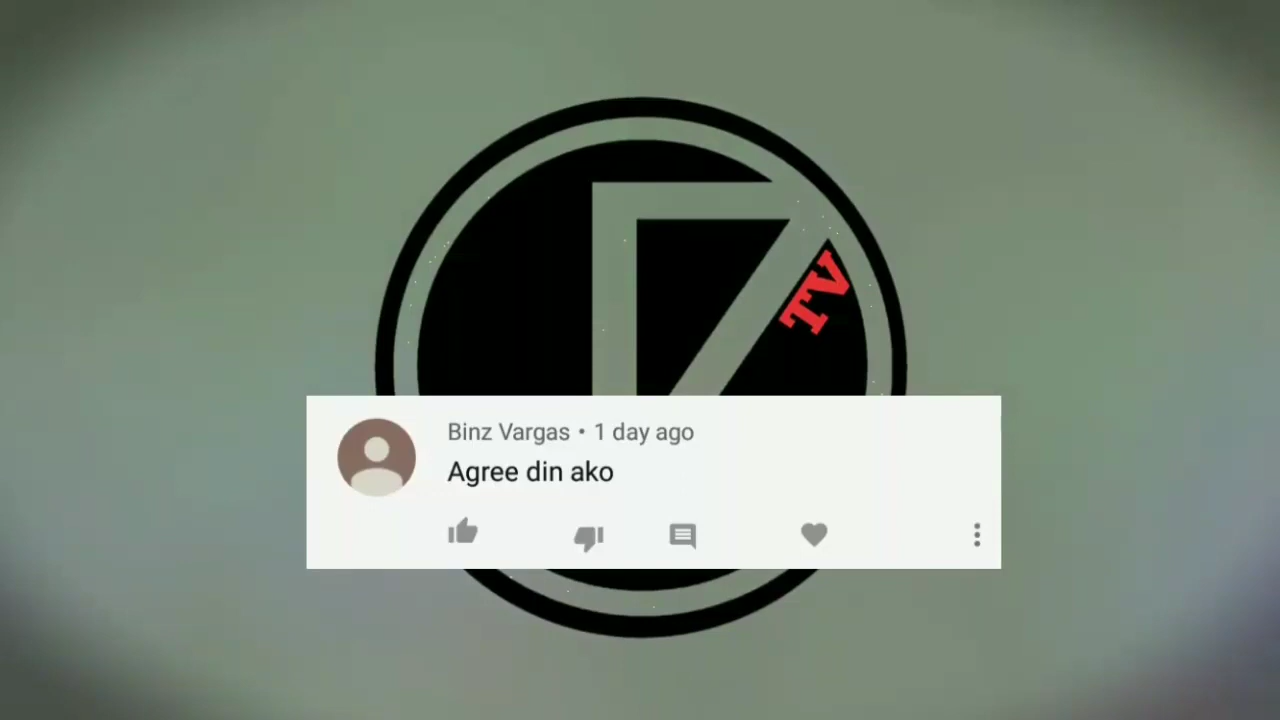 TV
Binz Vargas • 1 day ago
Agree din ako